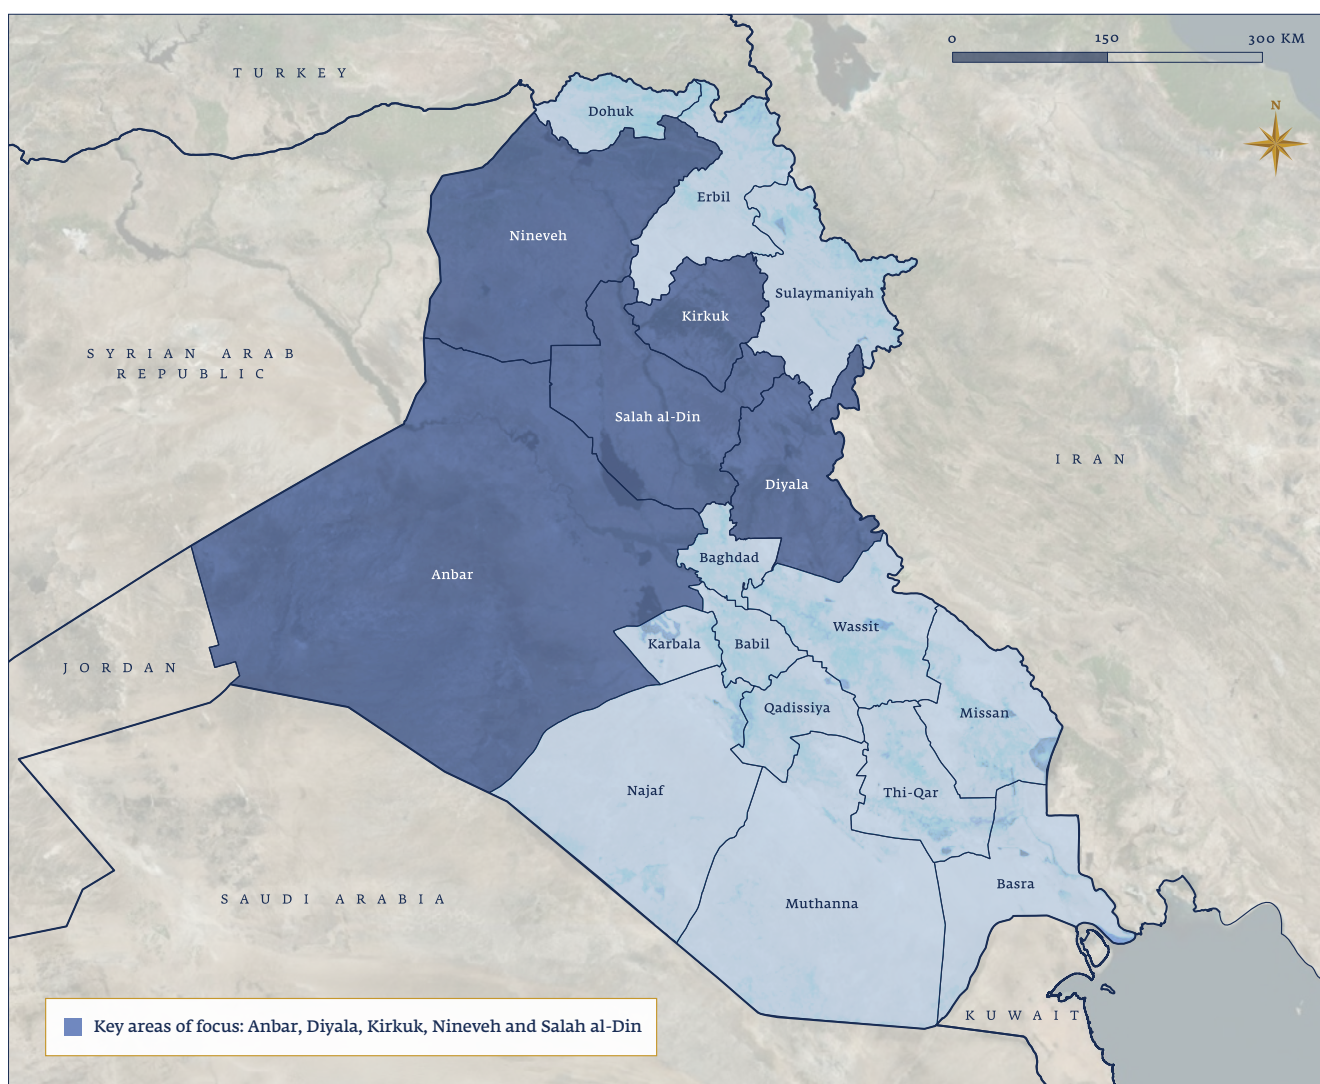 0 150 300 KM
TURKEY
N
Dohuk
Erbil
Nineveh
Sulaymaniyah
Kirkuk
SYRIAN ARAB
REPUBLIC
Salah al-Din
IRAN
Diyala
Baghdad
Anbar
Wassit
Karbala
Babil
JORDAN
Qadissiya
Missan
Najaf
Thi-Qar
Basra
SAUDI ARABIA
Muthanna
KUWAIT
Key areas of focus: Anbar, Diyala, Kirkuk, Nineveh and Salah al-Din